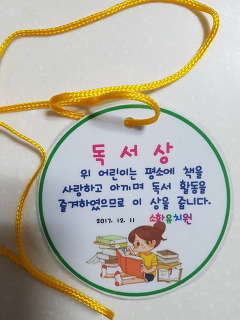 독서상
위 어린이는 평소에 책을
사랑하고 아끼며 독서 활동을
즐겨하였으므로 이 상을 줍니다.
2017. 12. 11 소화유치원